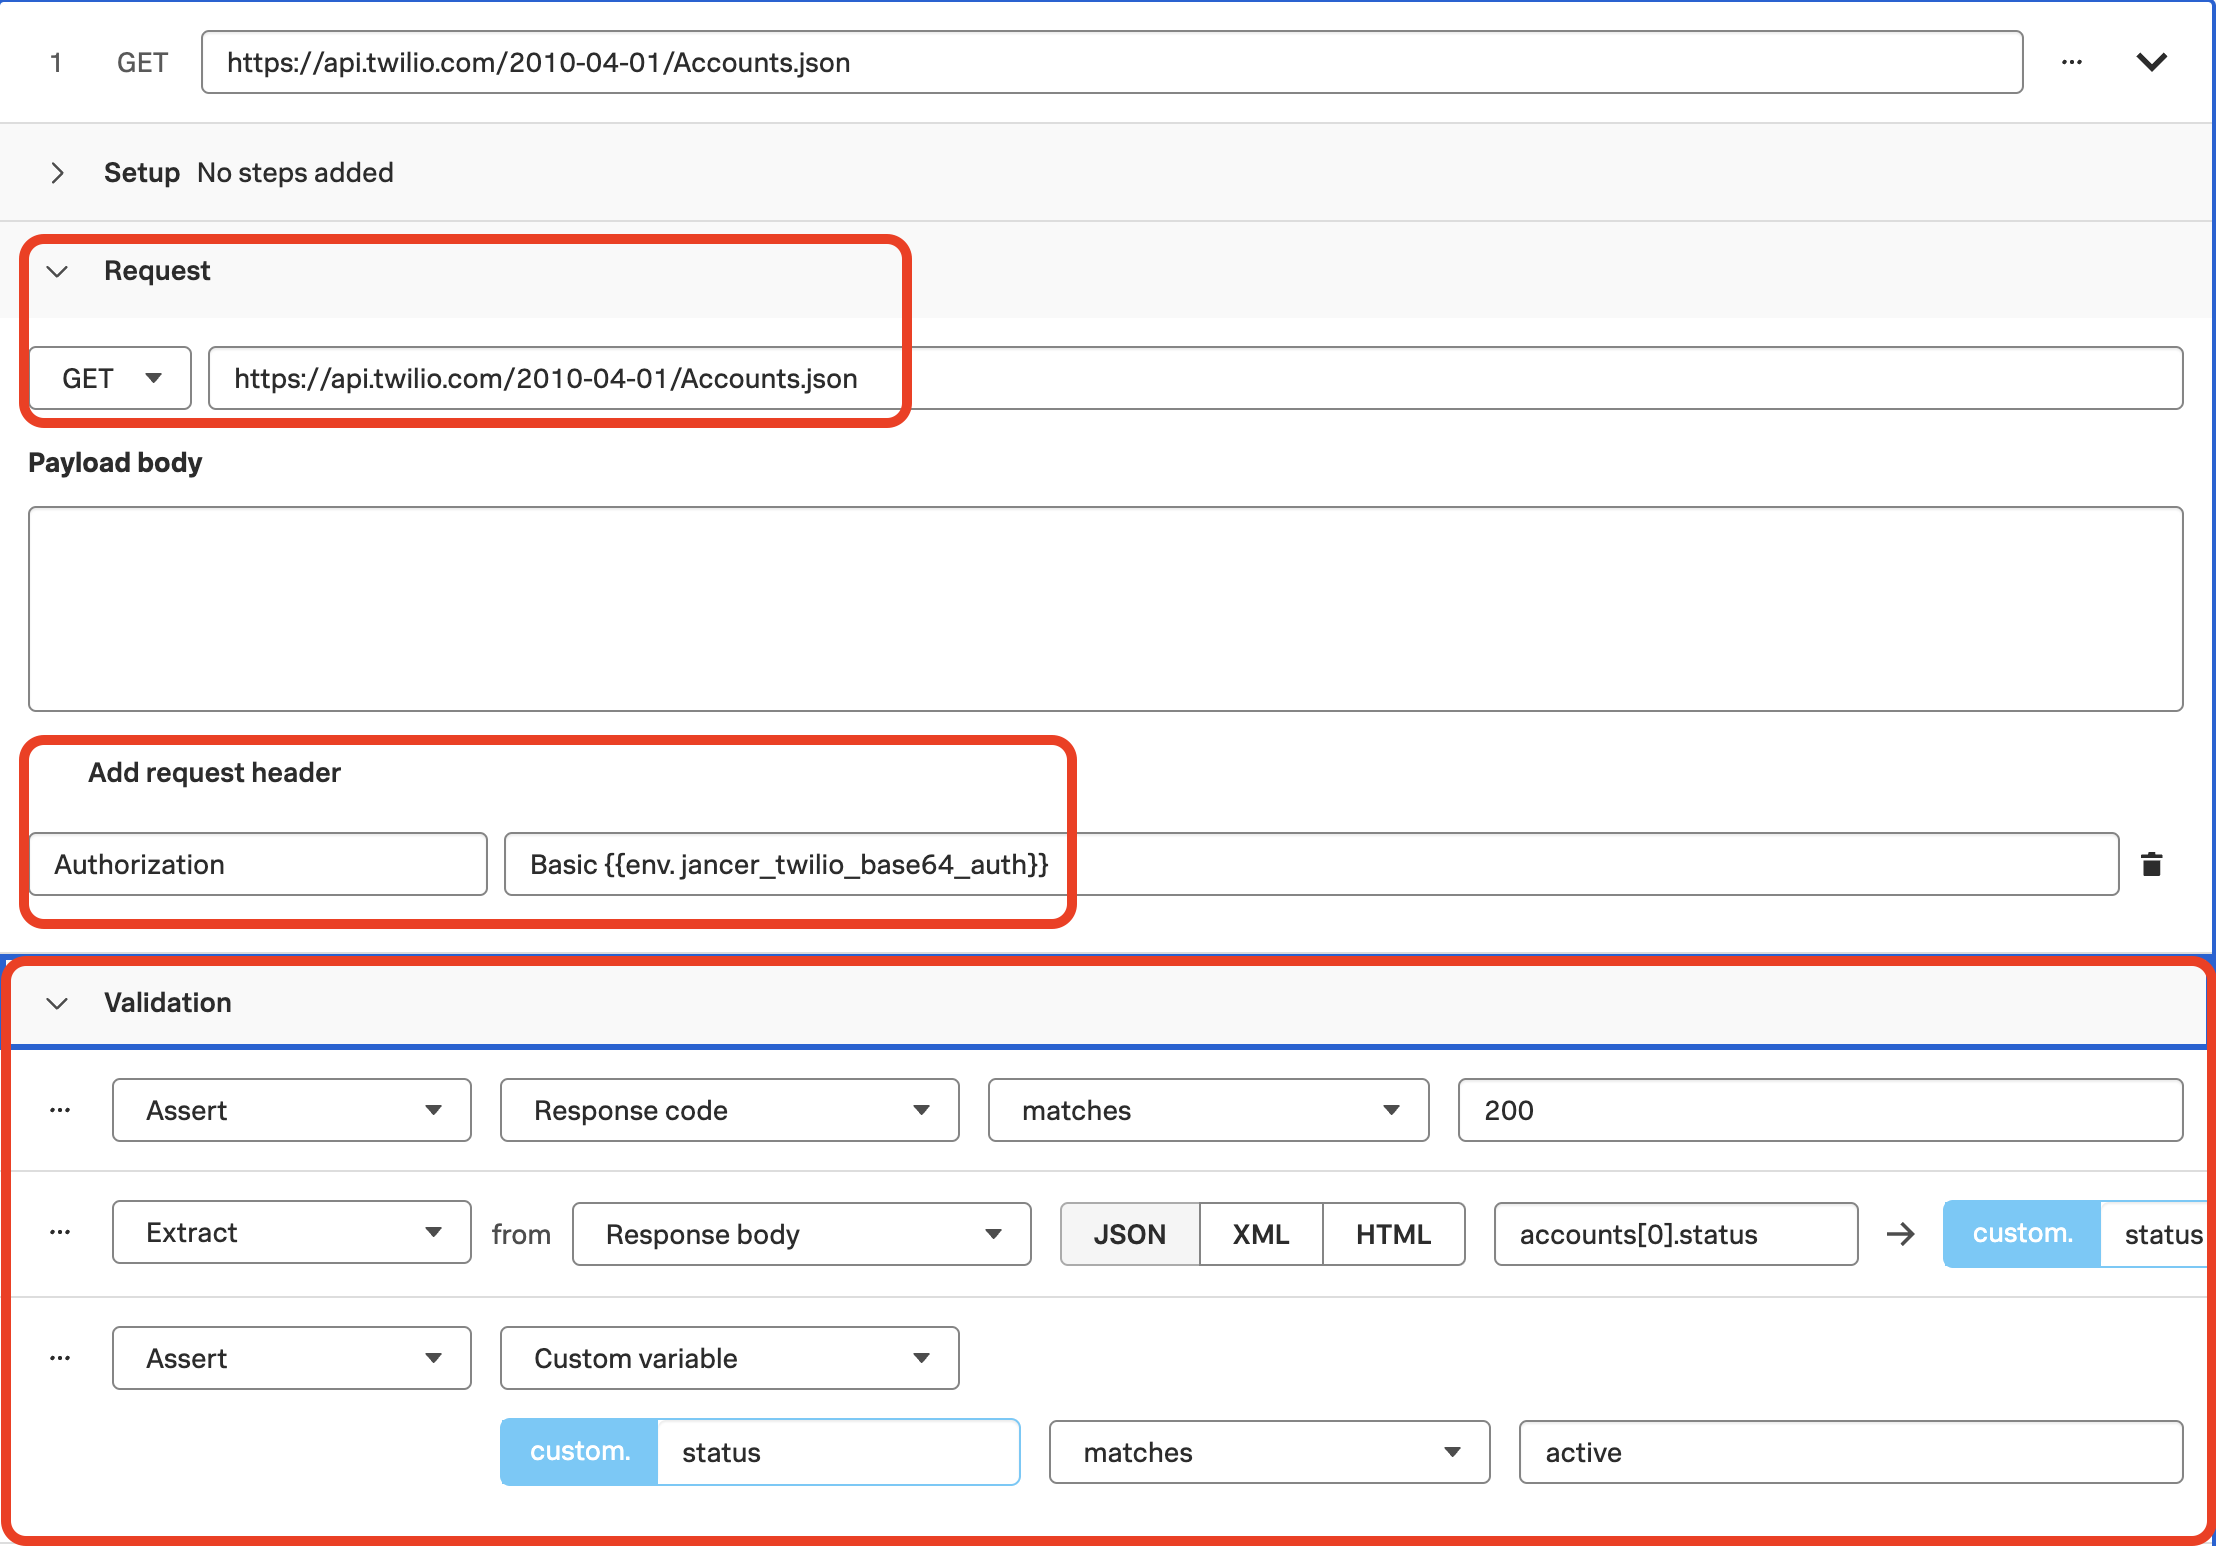 1 GET https://api.twilio.com/2010-04-01/Accounts.json ...
Setup No steps added
Request
GET https://api.twilio.com/2010-04-01/Accounts.json
Payload body
Add request header
Authorization Basic {{env. jancer_twilio_base64_auth}}
Validation
... Assert Response code matches 200
... Extract from Response body JSON XML HTML accounts[0].status → custom. status
... Assert Custom variable
custom. status matches active